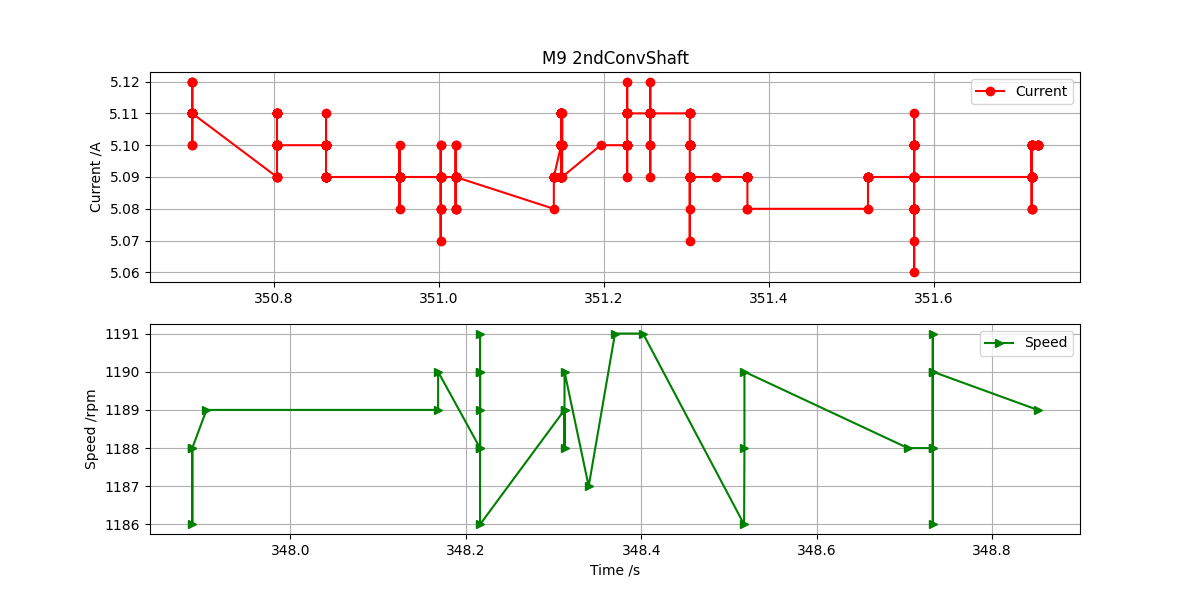 M9 2ndConvShaft
5.12
5.11
5.10
5.09
5.08
5.07
5.06
Current /A
Current
350.8 351.0 351.2 351.4 351.6
1191
1190
1189
1188
1187
1186
Speed /rpm
Speed
348.0 348.2 348.4 348.6 348.8
Time /s